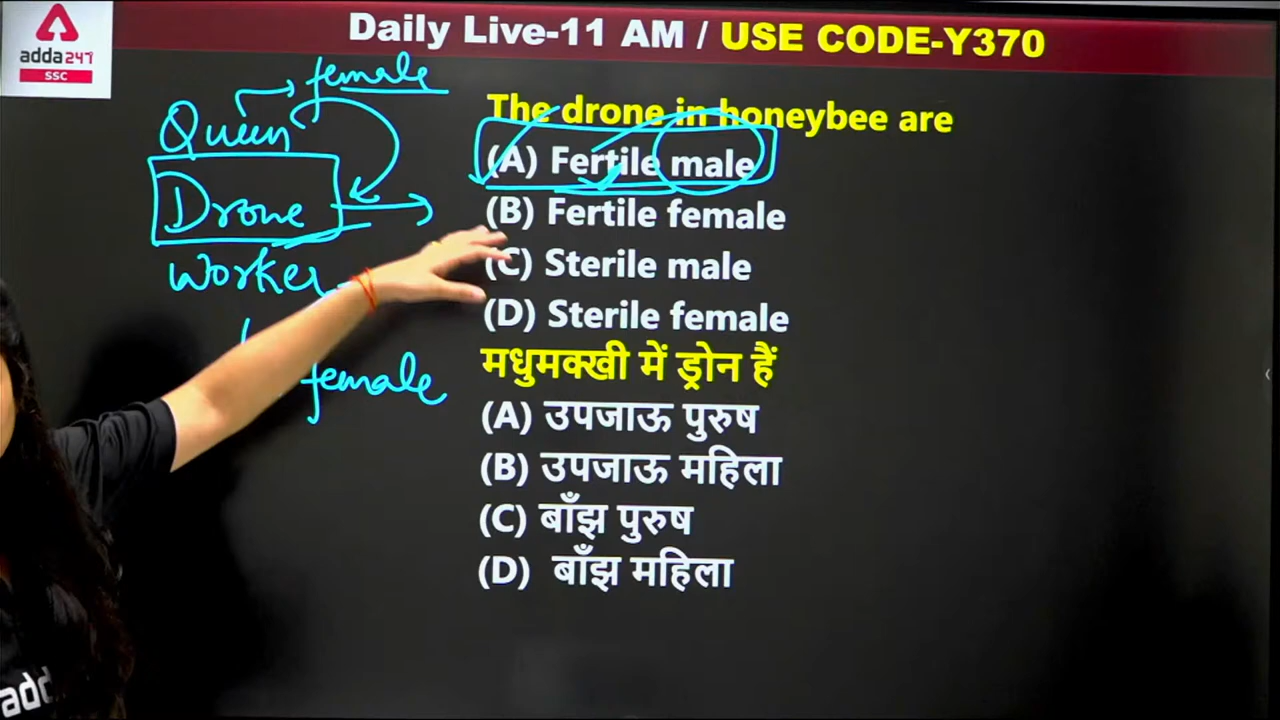 adda247
SSC
Daily Live-11 AM / USE CODE-Y370
female
Queen
Drone
Worker
female
The drone in honeybee are
(A) Fertile male
(B) Fertile female
(C) Sterile male
(D) Sterile female
मधुमक्खी में ड्रोन हैं
(A) उपजाऊ पुरुष
(B) उपजाऊ महिला
(C) बाँझ पुरुष
(D) बाँझ महिला
add